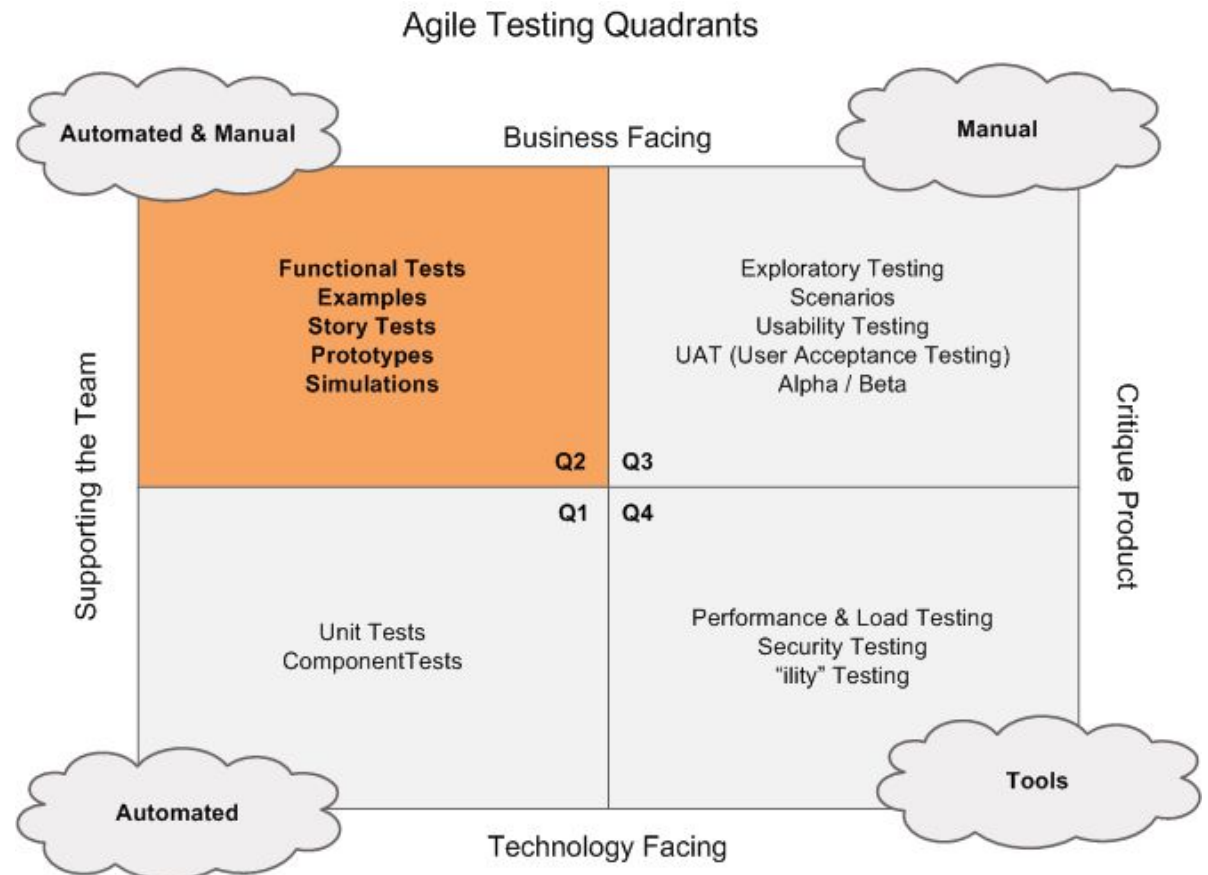 Agile Testing Quadrants
Automated & Manual
Business Facing
Manual
Functional Tests
Examples
Story Tests
Prototypes
Simulations
Q2
Exploratory Testing
Scenarios
Usability Testing
UAT (User Acceptance Testing)
Alpha / Beta
Q3
Supporting the Team
Critique Product
Q1
Unit Tests
ComponentTests
Q4
Performance & Load Testing
Security Testing
“ility” Testing
Automated
Technology Facing
Tools